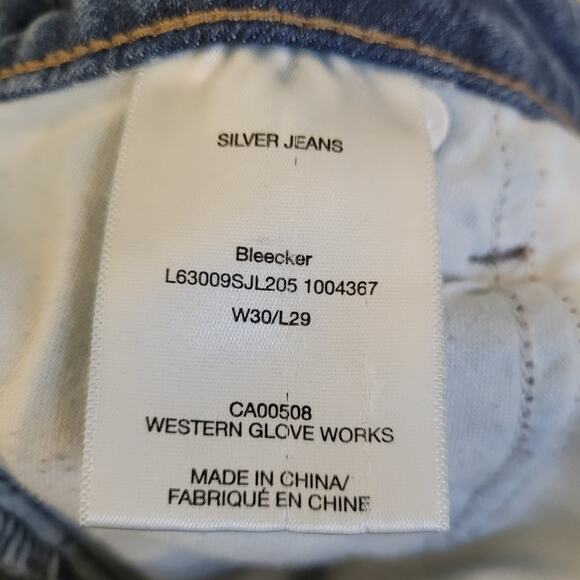 SILVER JEANS
Bleecker
L63009SJL205 1004367
W30/L29
CA00508
WESTERN GLOVE WORKS
MADE IN CHINA/
FABRIQUÉ EN CHINE